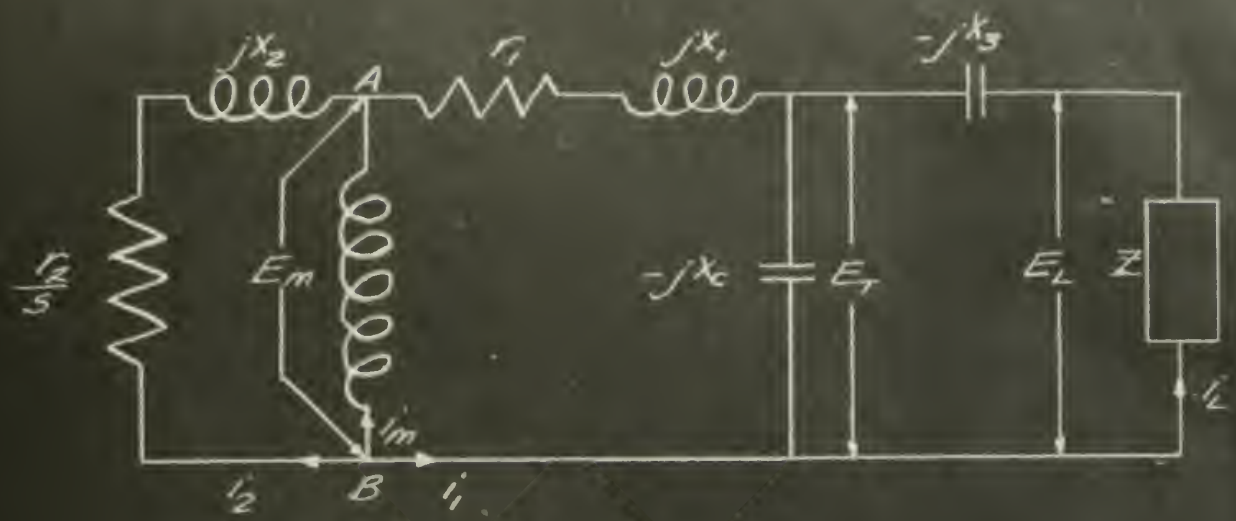 jX₂
A
r₁
jX₁
-jX₃
r₂/s
Em
-jXc
E₁
EL
Z
im
iL
i₂
B
i₁